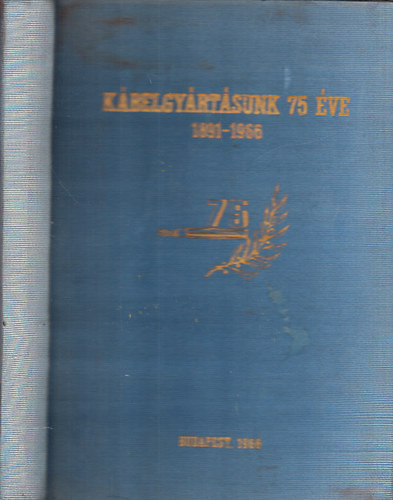 KÁBELGYÁRTÁSUNK 75 ÉVE
1891-1966
75
BUDAPEST, 1966